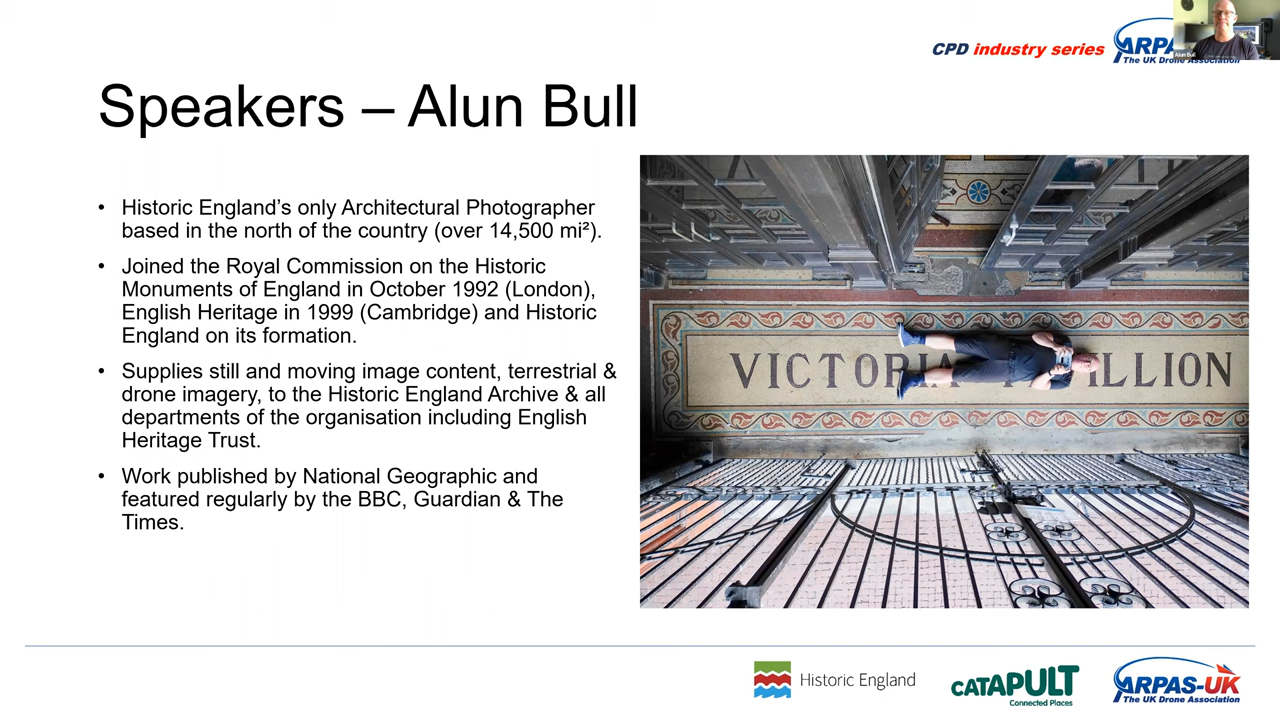 CPD industry series
ARPA
The UK Drone Association
Alun Bull
Speakers – Alun Bull
• Historic England’s only Architectural Photographer
based in the north of the country (over 14,500 mi²).
• Joined the Royal Commission on the Historic
Monuments of England in October 1992 (London),
English Heritage in 1999 (Cambridge) and Historic
England on its formation.
• Supplies still and moving image content, terrestrial &
drone imagery, to the Historic England Archive & all
departments of the organisation including English
Heritage Trust.
• Work published by National Geographic and
featured regularly by the BBC, Guardian & The
Times.
VICTORIA P VILLION
Historic England
CATAPULT
Connected Places
ARPAS-UK
The UK Drone Association